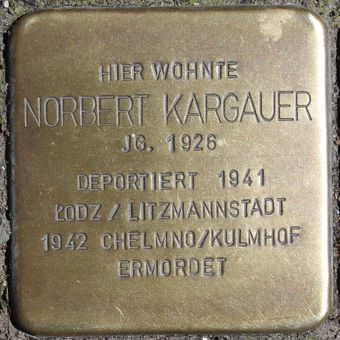 HIER WOHNTE
NORBERT KARGAUER
JG. 1926
DEPORTIERT 1941
ŁODZ / LITZMANNSTADT
1942 CHELMNO/KULMHOF
ERMORDET